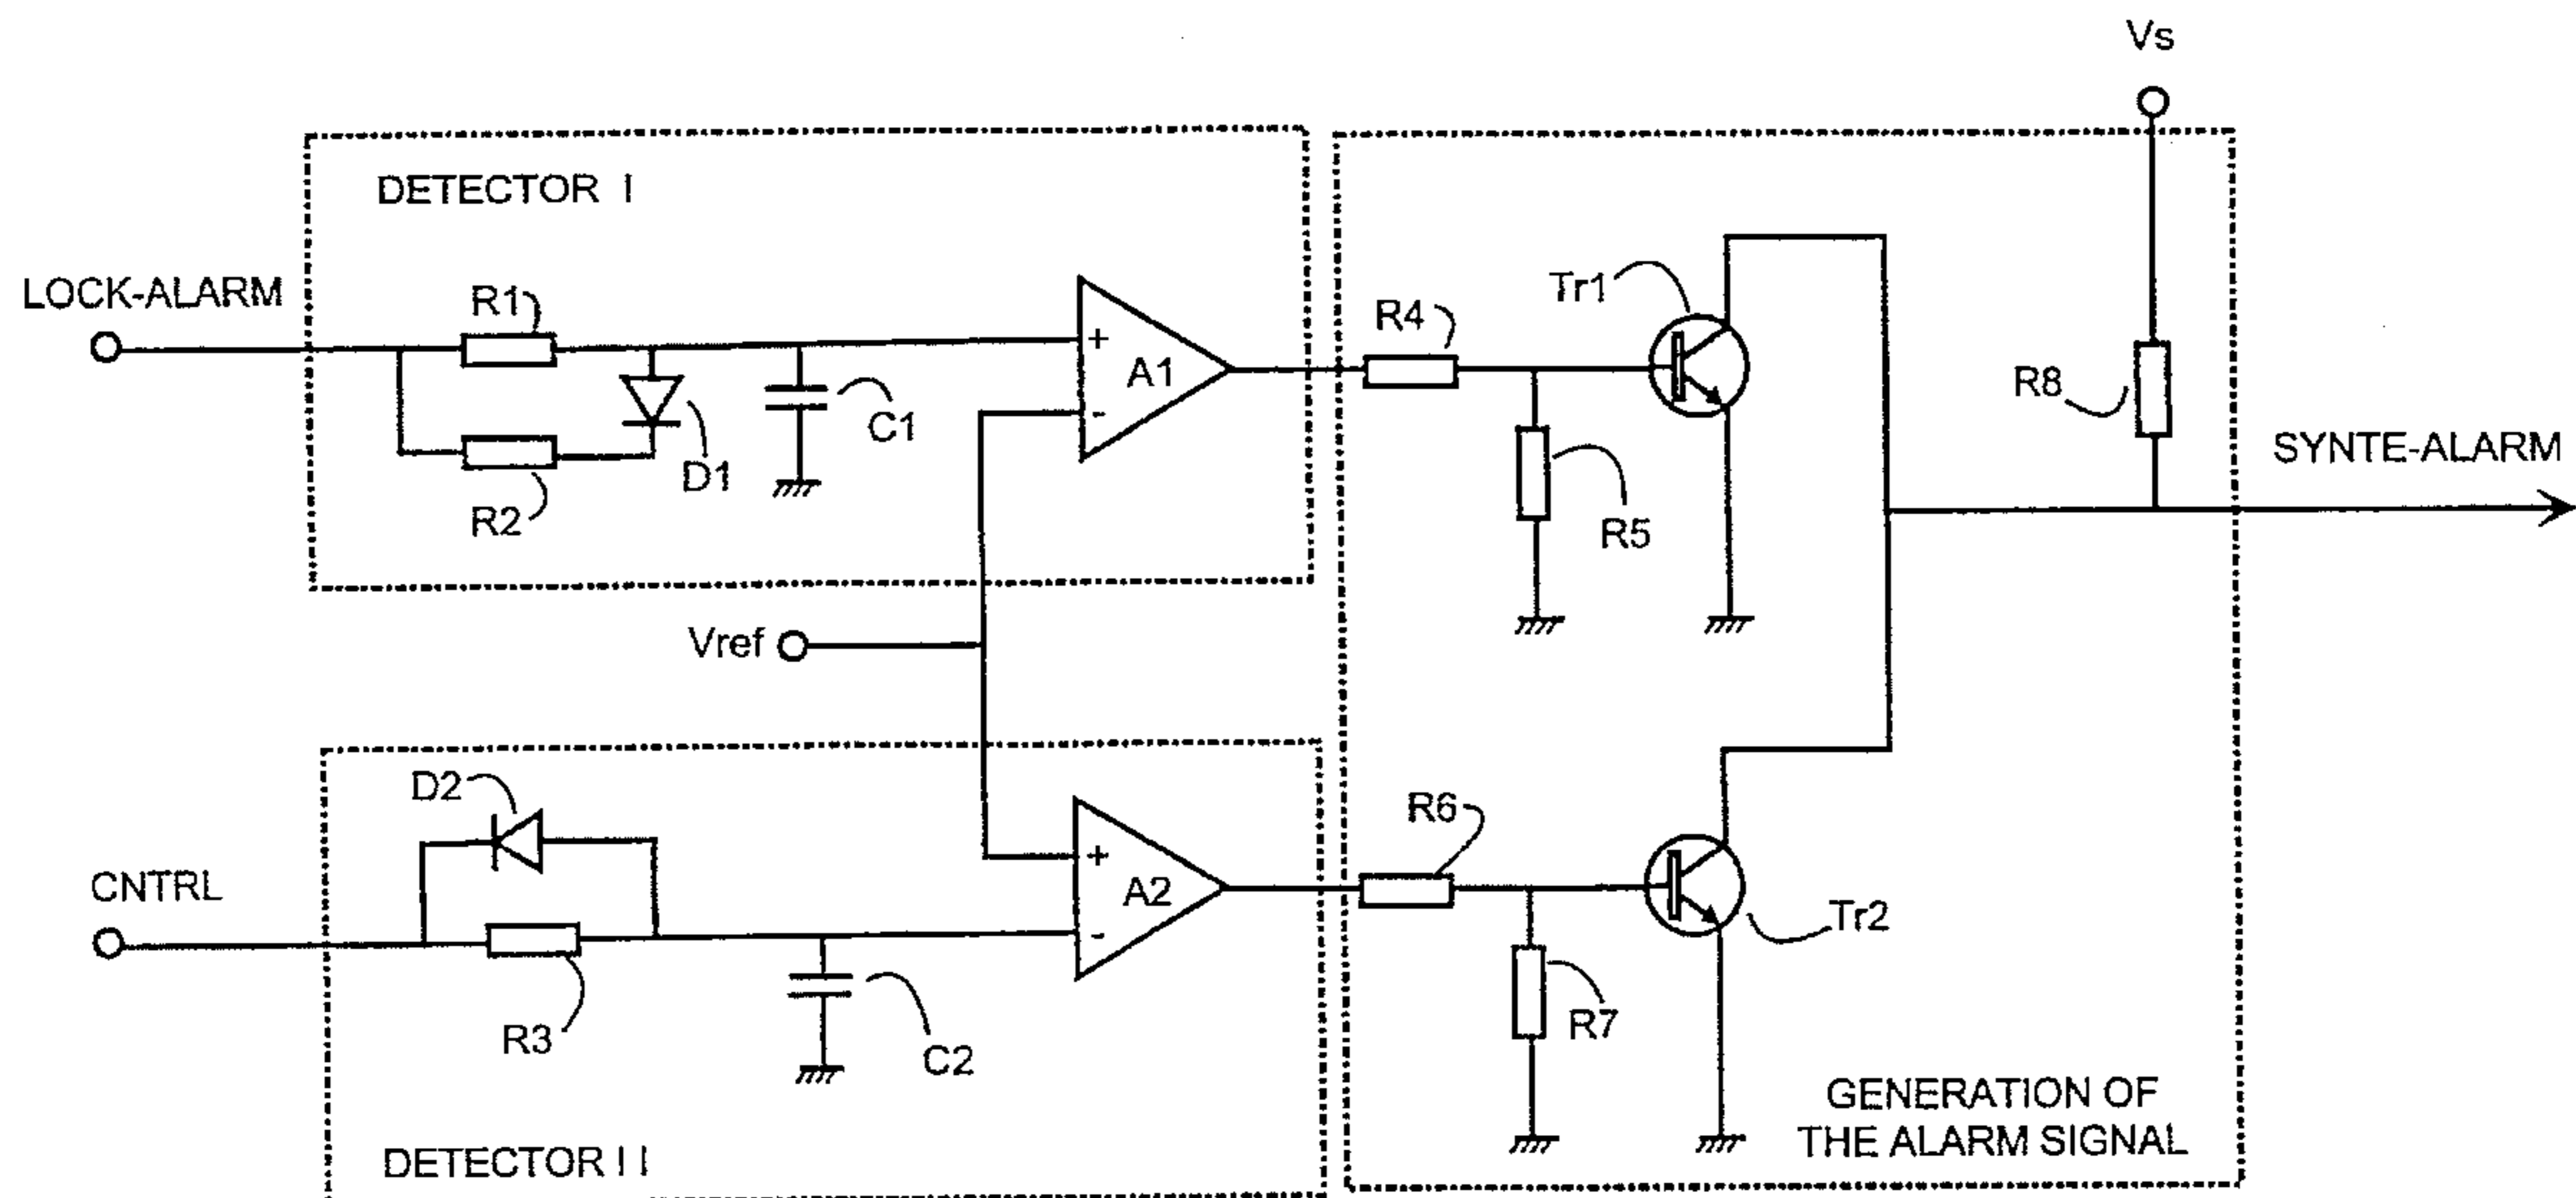 Vs
DETECTOR I
LOCK-ALARM
R1
R2
D1
C1
+
-
A1
Vref
R4
Tr1
R5
R8
SYNTE-ALARM
D2
CNTRL
R3
C2
+
-
A2
R6
Tr2
R7
DETECTOR I I
GENERATION OF
THE ALARM SIGNAL